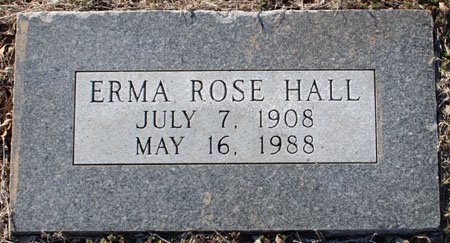 ERMA ROSE HALL
JULY 7, 1908
MAY 16, 1988